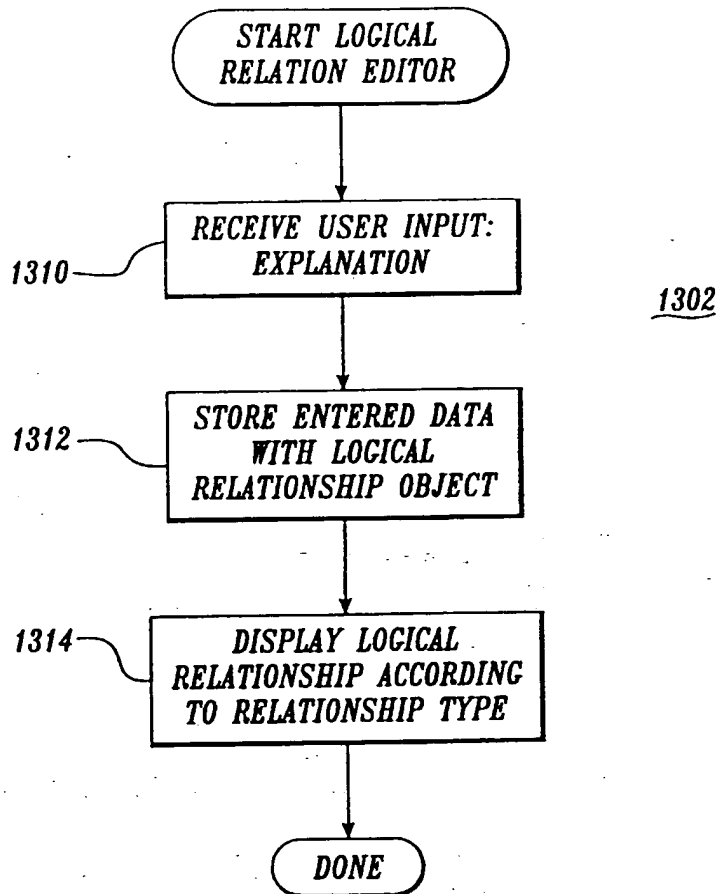 START LOGICAL
RELATION EDITOR
RECEIVE USER INPUT:
EXPLANATION
1310
1302
STORE ENTERED DATA
WITH LOGICAL
RELATIONSHIP OBJECT
1312
DISPLAY LOGICAL
RELATIONSHIP ACCORDING
TO RELATIONSHIP TYPE
1314
DONE